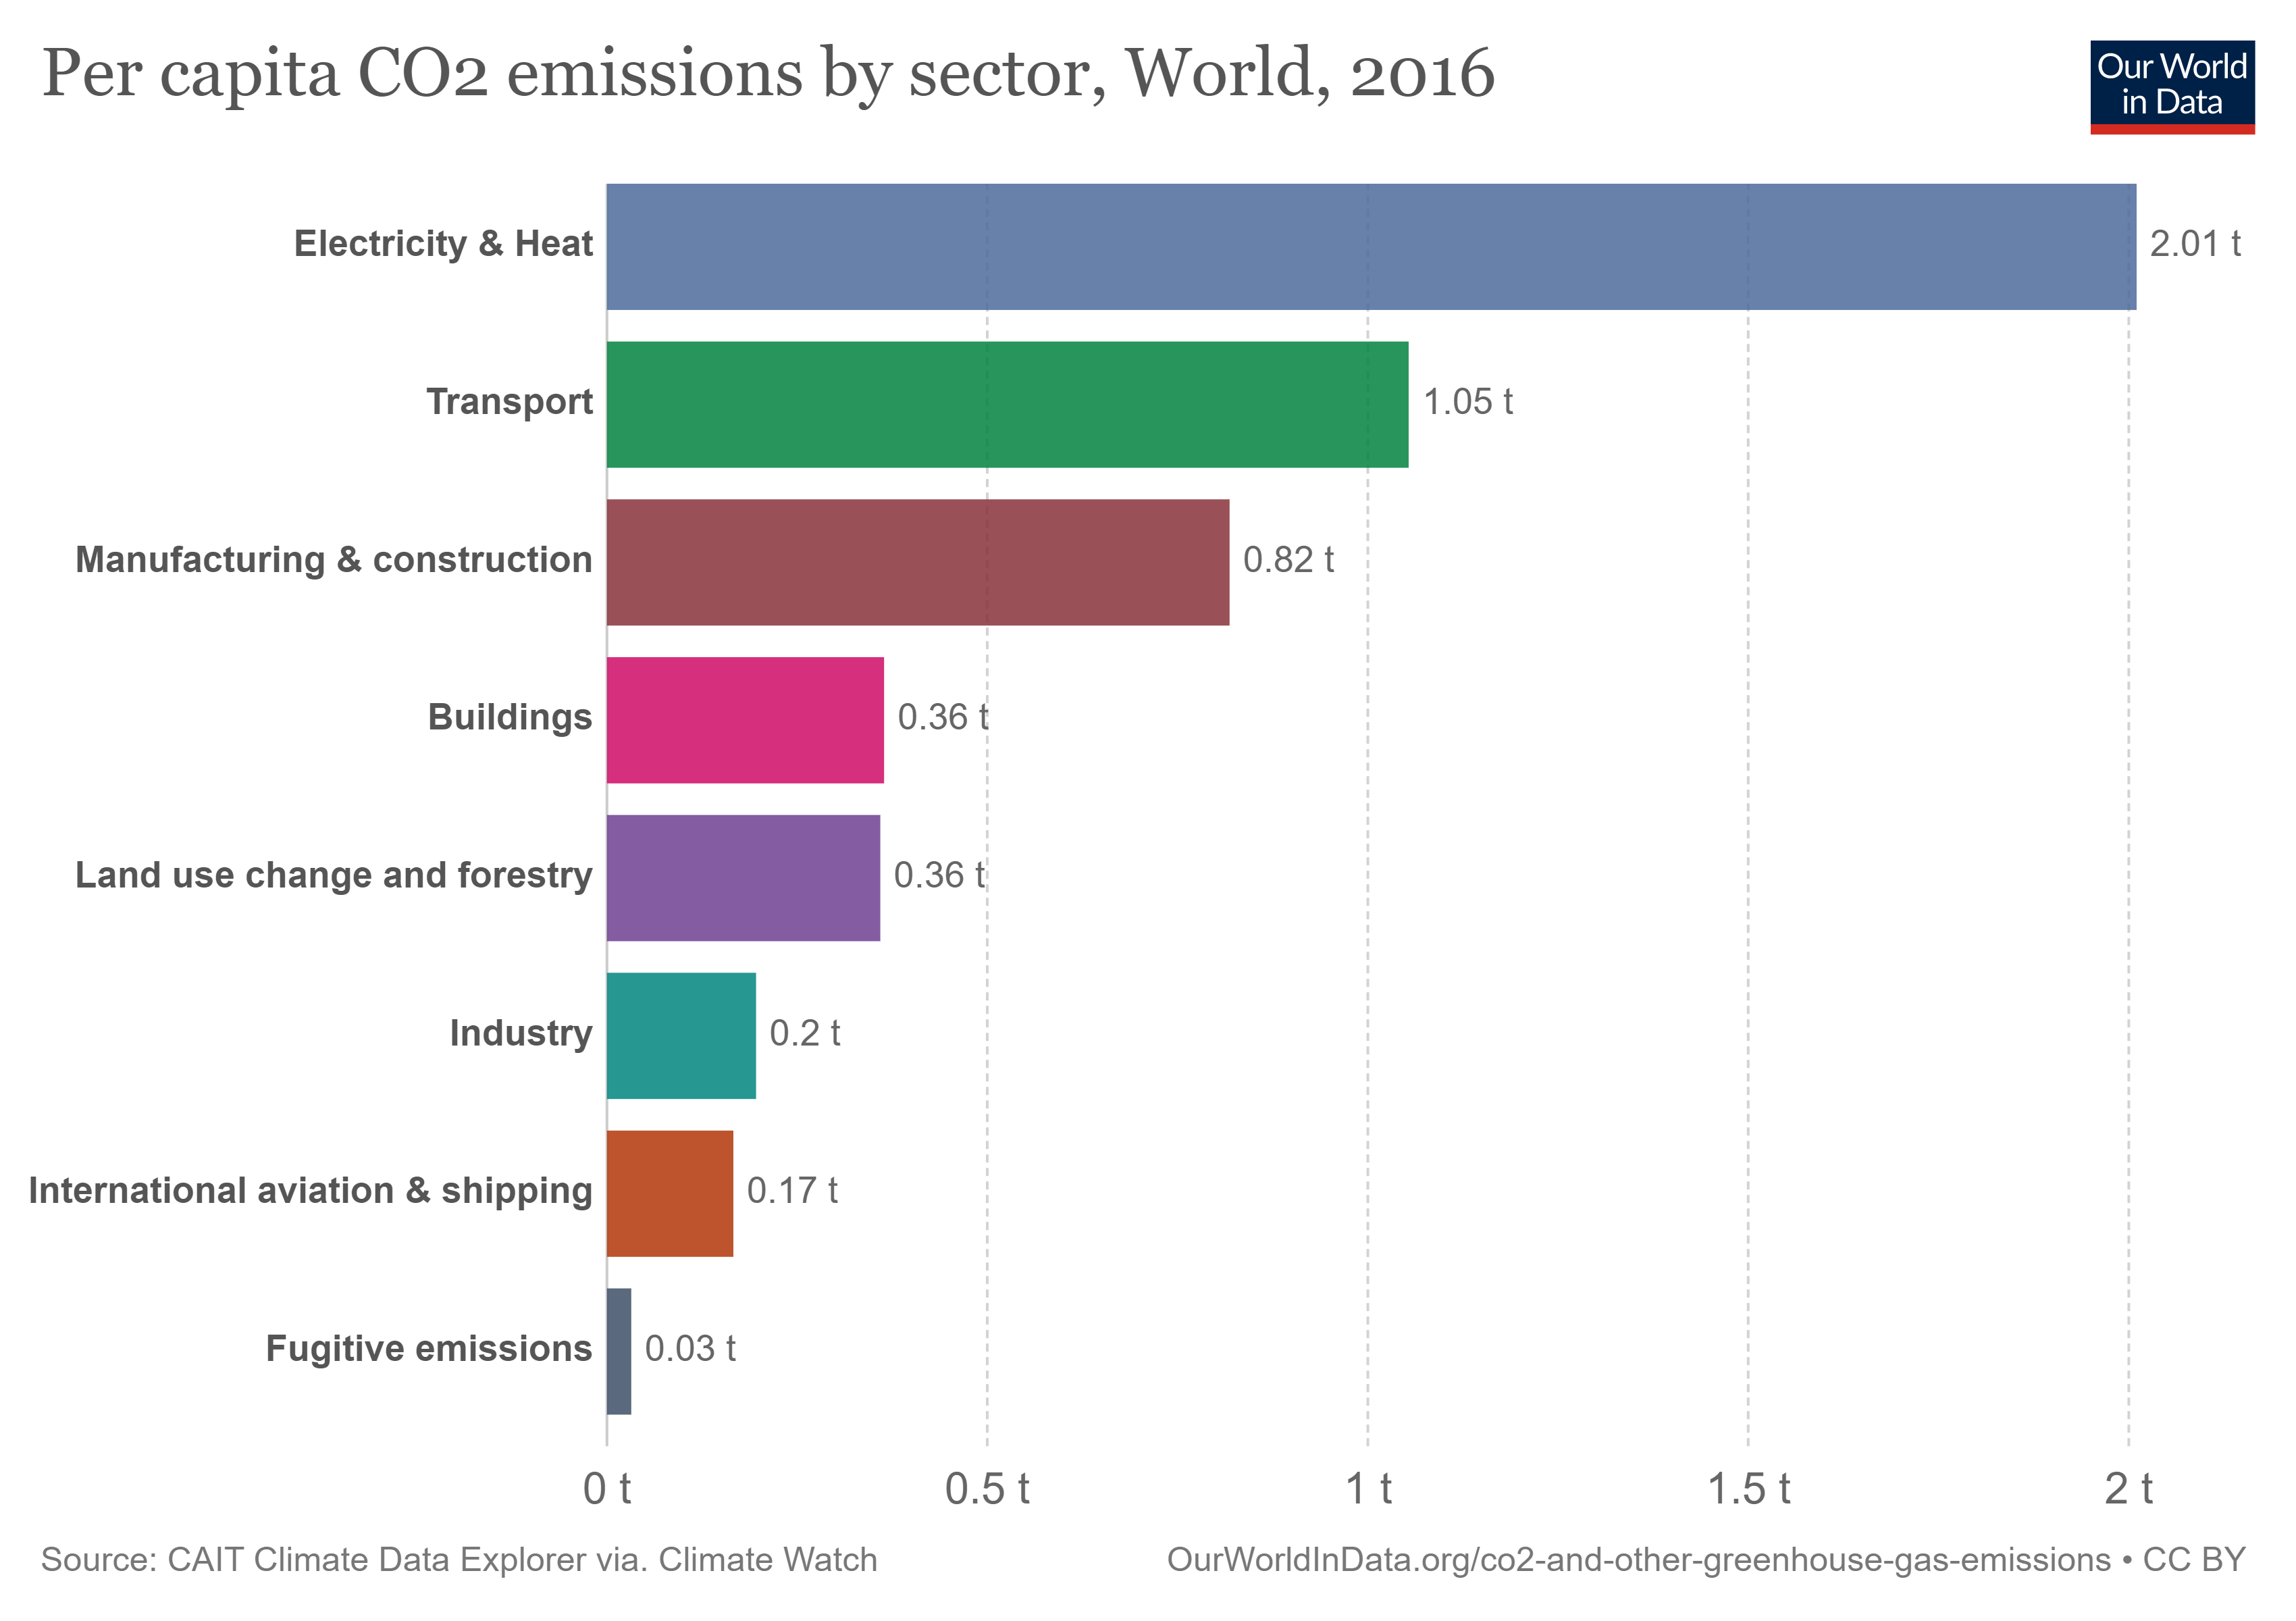 Per capita CO2 emissions by sector, World, 2016
Our World
in Data
Electricity & Heat
2.01 t
Transport
1.05 t
Manufacturing & construction
0.82 t
Buildings
0.36 t
Land use change and forestry
0.36 t
Industry
0.2 t
International aviation & shipping
0.17 t
Fugitive emissions
0.03 t
0 t
0.5 t
1 t
1.5 t
2 t
Source: CAIT Climate Data Explorer via. Climate Watch
OurWorldInData.org/co2-and-other-greenhouse-gas-emissions • CC BY